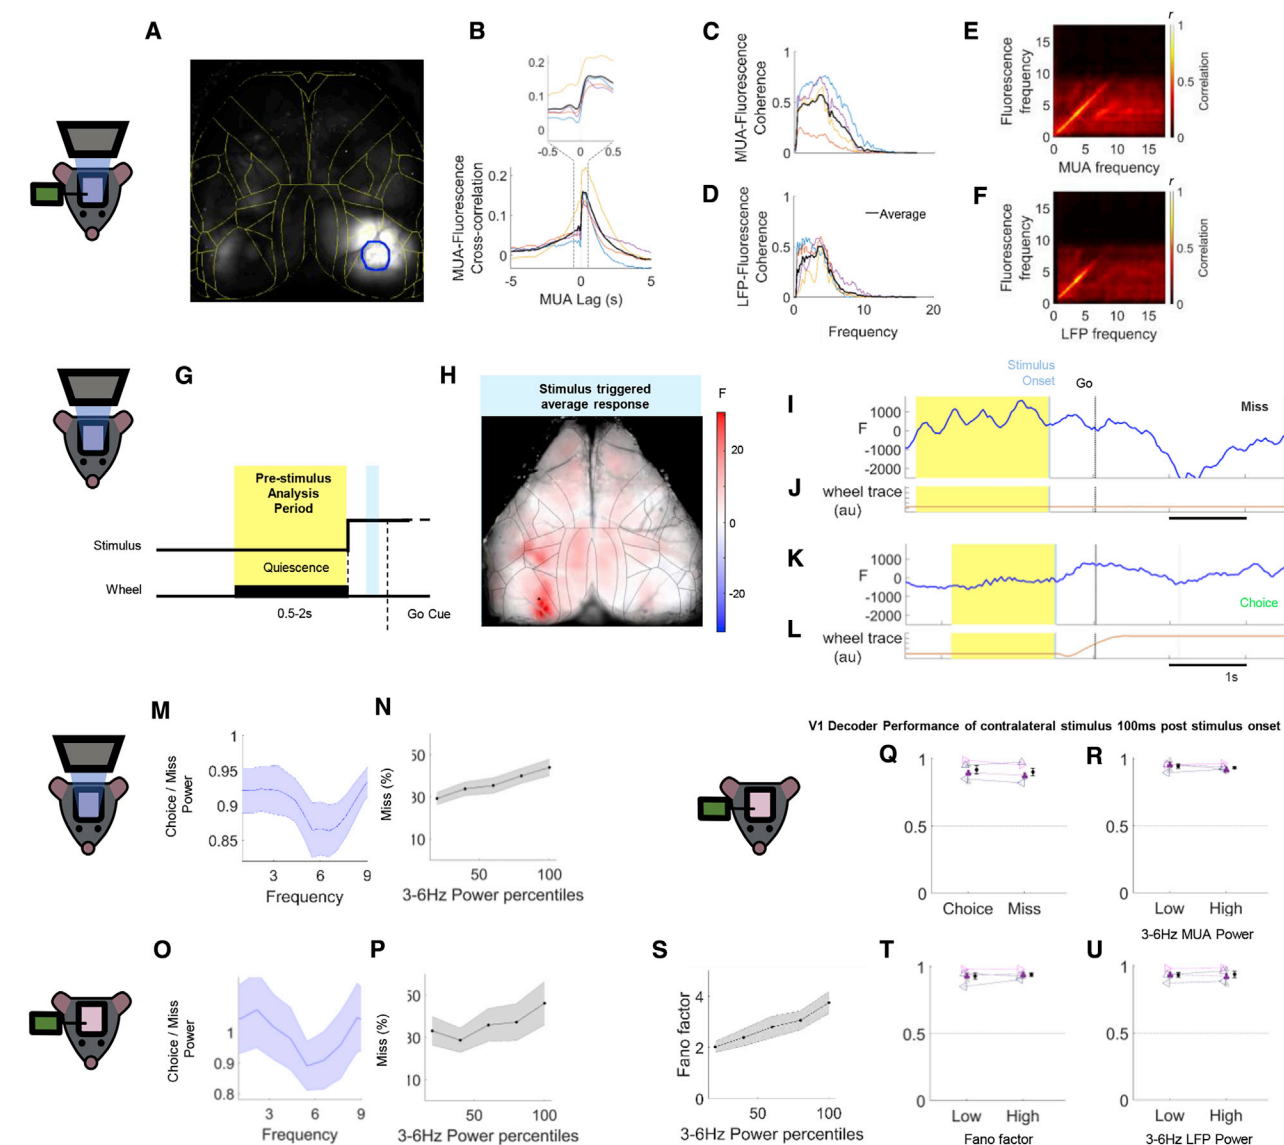 A
B
0.2
0.1
0
-0.5
0
0.5
MUA-Fluorescence
Cross-correlation
0.2
0.1
0
-5
0
5
MUA Lag (s)
C
MUA-Fluorescence
Coherence
1
0.5
0
D
LFP-Fluorescence
Coherence
1
0.5
0
Average
0
10
20
Frequency
E
Fluorescence
frequency
15
10
5
0
0
5
10
15
MUA frequency
r
1
0.5
0
Correlation
F
Fluorescence
frequency
15
10
5
0
0
5
10
15
LFP frequency
r
1
0.5
0
Correlation
G
Pre-stimulus
Analysis
Period
Stimulus
Quiescence
Wheel
0.5-2s
Go Cue
H
Stimulus triggered
average response
F
20
0
-20
Stimulus
Onset
Go
I
F
1000
0
-1000
-2000
Miss
J
wheel trace
(au)
K
F
1000
0
-1000
-2000
Choice
L
wheel trace
(au)
1s
M
Choice / Miss
Power
1
0.95
0.9
0.85
3
6
9
Frequency
N
Miss (%)
50
30
10
50
100
3-6Hz Power percentiles
V1 Decoder Performance of contralateral stimulus 100ms post stimulus onset
Q
1
0.5
0
Choice
Miss
R
1
0.5
0
Low
High
3-6Hz MUA Power
O
Choice / Miss
Power
1
0.9
0.8
3
6
9
Frequency
P
Miss (%)
50
30
10
50
100
3-6Hz Power percentiles
S
Fano factor
4
2
0
50
100
3-6Hz Power percentiles
T
1
0.5
0
Low
High
Fano factor
U
1
0.5
0
Low
High
3-6Hz LFP Power